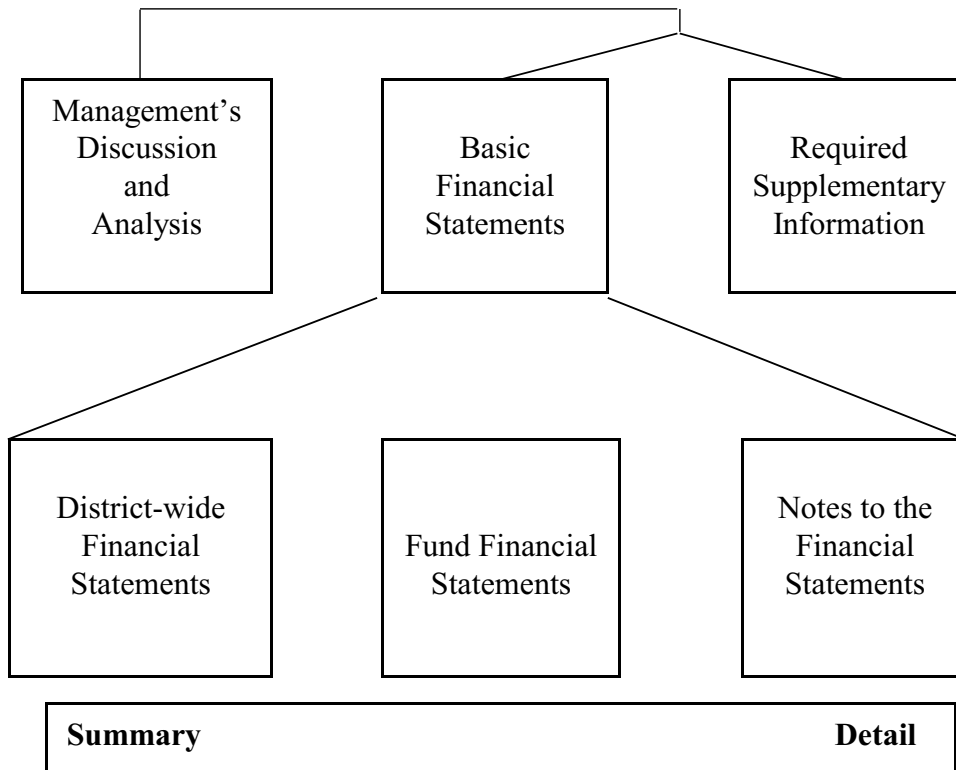 Management’s
Discussion
and
Analysis
Basic
Financial
Statements
Required
Supplementary
Information
District-wide
Financial
Statements
Fund Financial
Statements
Notes to the
Financial
Statements
Summary Detail